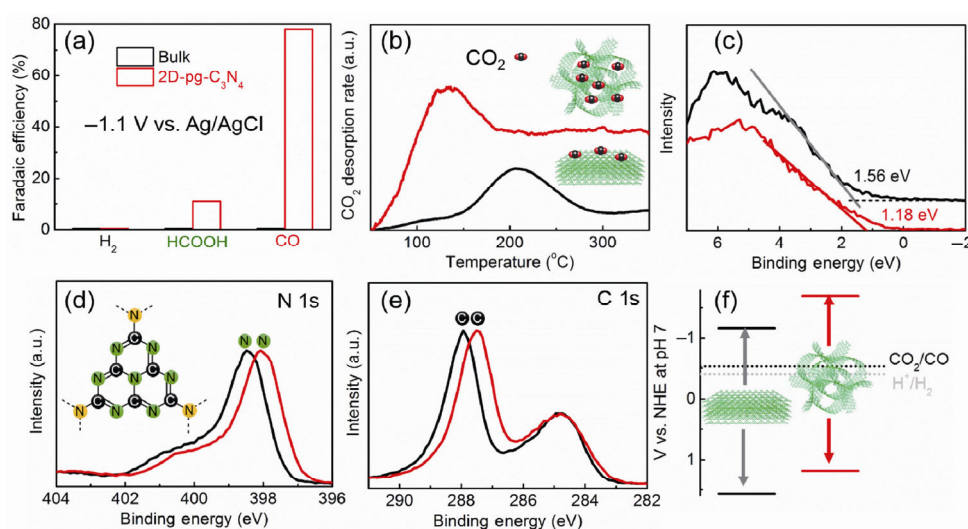 (a)
Bulk
2D-pg-C3N4
–1.1 V vs. Ag/AgCl
Faradaic efficiency (%)
80
60
40
20
0
H2
HCOOH
CO
(b)
CO2
CO2 desorption rate (a.u.)
100
200
300
Temperature (°C)
(c)
Intensity
1.56 eV
1.18 eV
6
4
2
0
–2
Binding energy (eV)
(d)
N 1s
N N
N
C
N N
C C
N N N
C C C
N N N N
Intensity (a.u.)
404
402
400
398
396
Binding energy (eV)
(e)
C 1s
C C
Intensity (a.u.)
290
288
286
284
282
Binding energy (eV)
(f)
V vs. NHE at pH 7
–1
0
1
CO2/CO
H+/H2